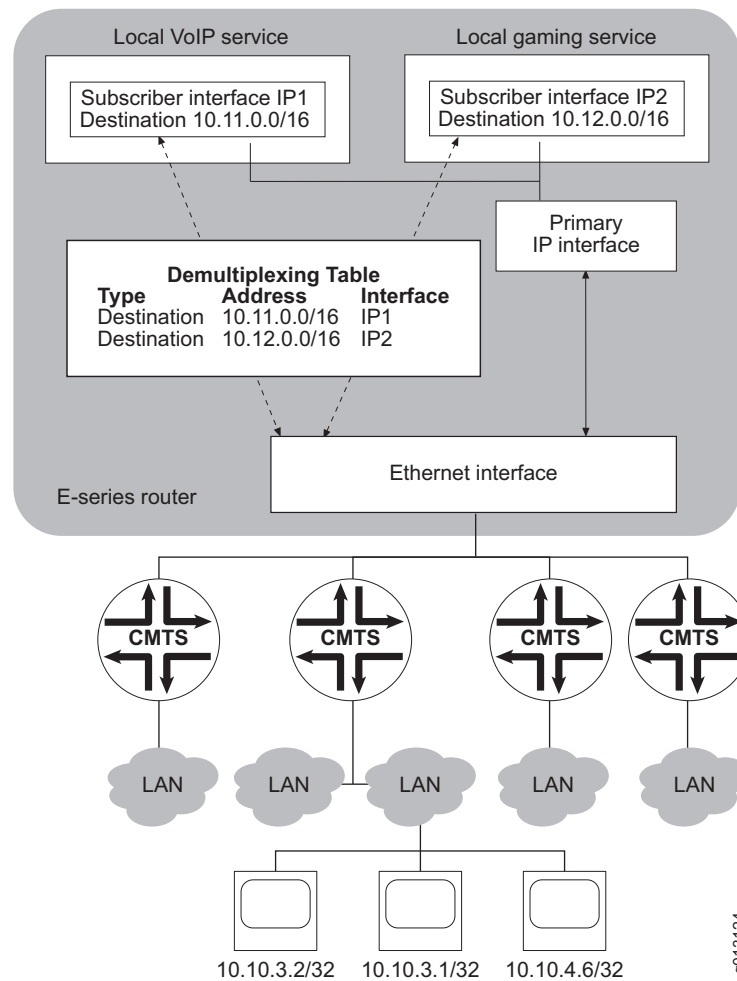 Local VoIP service
Local gaming service
Subscriber interface IP1
Destination 10.11.0.0/16
Subscriber interface IP2
Destination 10.12.0.0/16
Primary
IP interface
Demultiplexing Table
Type Address Interface
Destination 10.11.0.0/16 IP1
Destination 10.12.0.0/16 IP2
Ethernet interface
E-series router
CMTS CMTS CMTS CMTS
LAN LAN LAN LAN LAN
10.10.3.2/32 10.10.3.1/32 10.10.4.6/32